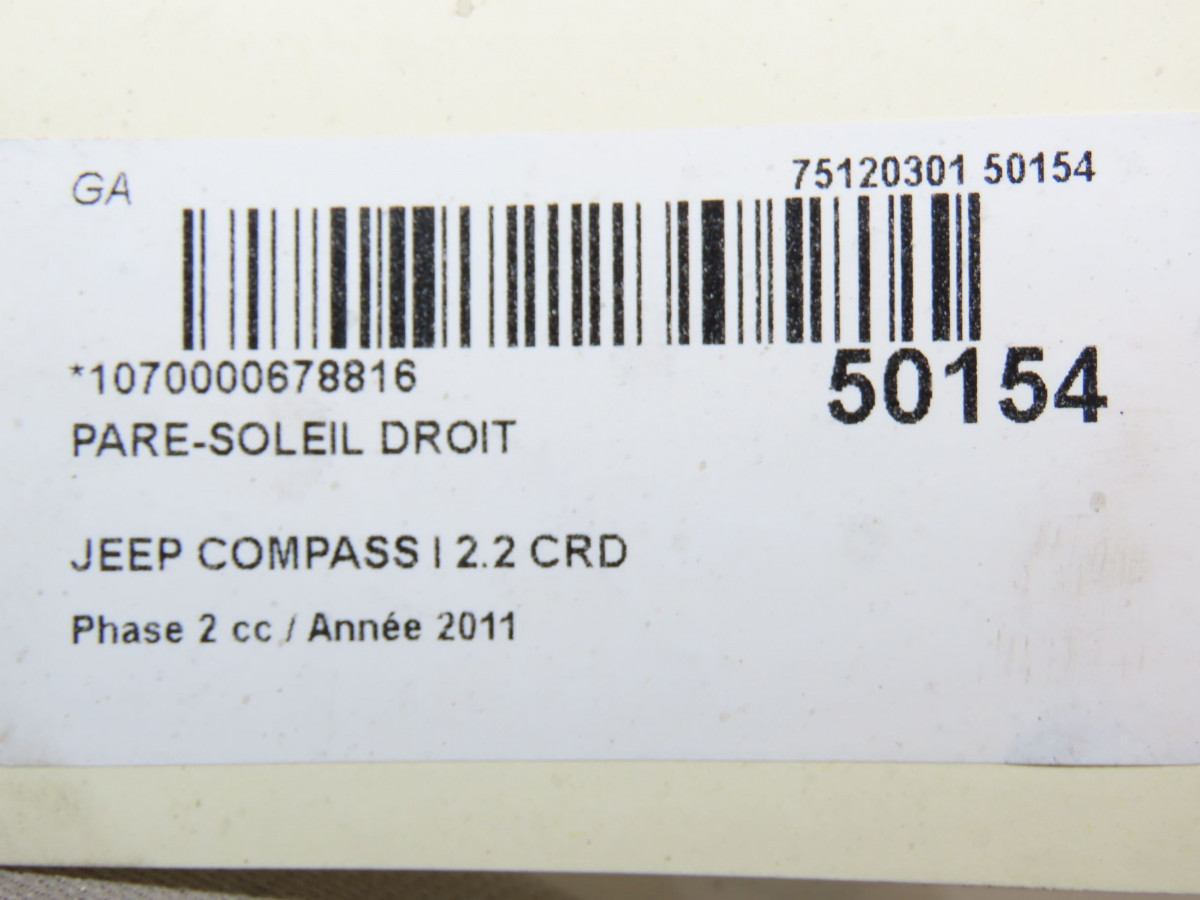 GA
75120301 50154
*1070000678816
50154
PARE-SOLEIL DROIT
JEEP COMPASS I 2.2 CRD
Phase 2 cc / Année 2011